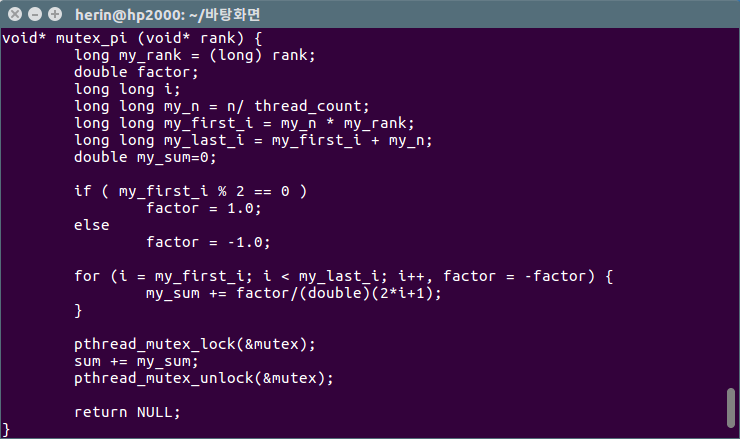 herin@hp2000: ~/바탕화면
void* mutex_pi (void* rank) {
        long my_rank = (long) rank;
        double factor;
        long long i;
        long long my_n = n/ thread_count;
        long long my_first_i = my_n * my_rank;
        long long my_last_i = my_first_i + my_n;
        double my_sum=0;

        if ( my_first_i % 2 == 0 )
                factor = 1.0;
        else
                factor = -1.0;

        for (i = my_first_i; i < my_last_i; i++, factor = -factor) {
                my_sum += factor/(double)(2*i+1);
        }

        pthread_mutex_lock(&mutex);
        sum += my_sum;
        pthread_mutex_unlock(&mutex);

        return NULL;
}